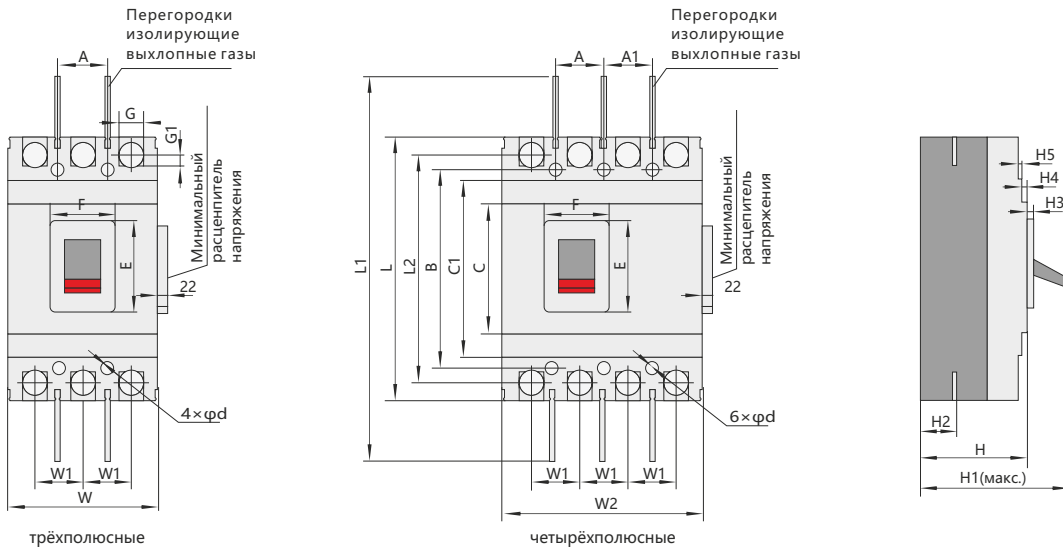 Перегородки
изолирующие
выхлопные газы
A
G
G1
F
E
Минимальный
расцепитель
напряжения
22
4×φd
W1
W1
W
трёхполюсные
Перегородки
изолирующие
выхлопные газы
A
A1
L1
L
L2
B
C1
C
F
E
Минимальный
расцепитель
напряжения
22
6×φd
W1
W1
W1
W2
четырёхполюсные
H5
H4
H3
H2
H
H1(макс.)